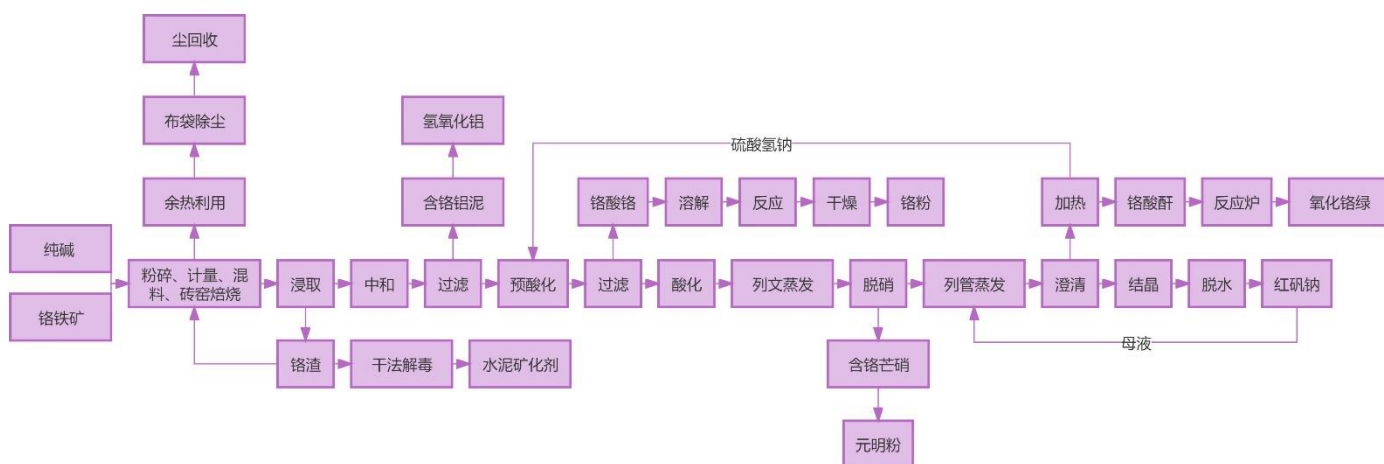 尘回收
布袋除尘
氢氧化铝
硫酸氢钠
余热利用
含铬铝泥
铬酸铬
溶解
反应
干燥
铬粉
加热
铬酸酐
反应炉
氧化铬绿
纯碱
铬铁矿
粉碎、计量、混
料、砖窑焙烧
浸取
中和
过滤
预酸化
过滤
酸化
列文蒸发
脱硝
列管蒸发
澄清
结晶
脱水
红矾钠
母液
铬渣
干法解毒
水泥矿化剂
含铬芒硝
元明粉